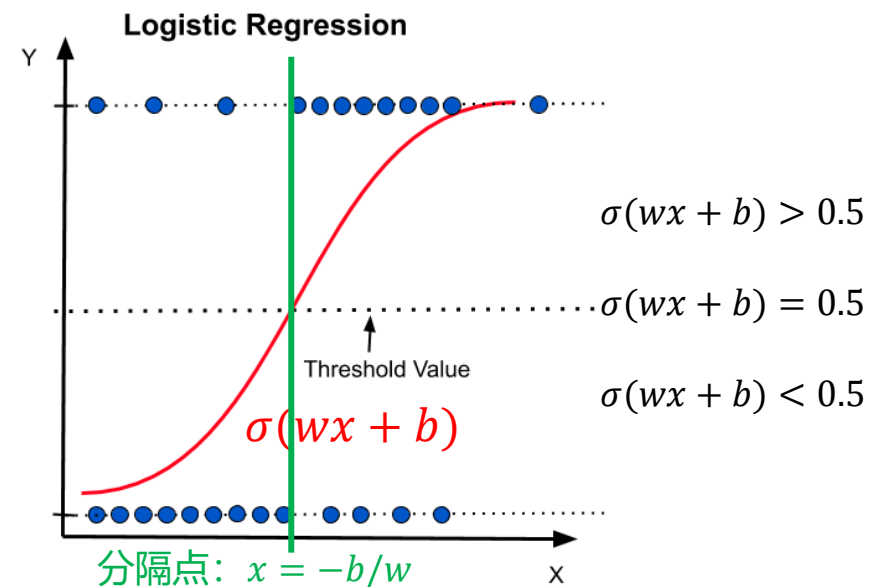 Logistic Regression
Y
σ(wx + b) > 0.5
σ(wx + b) = 0.5
Threshold Value
σ(wx + b) < 0.5
σ(wx + b)
分隔点：x = −b/w
X